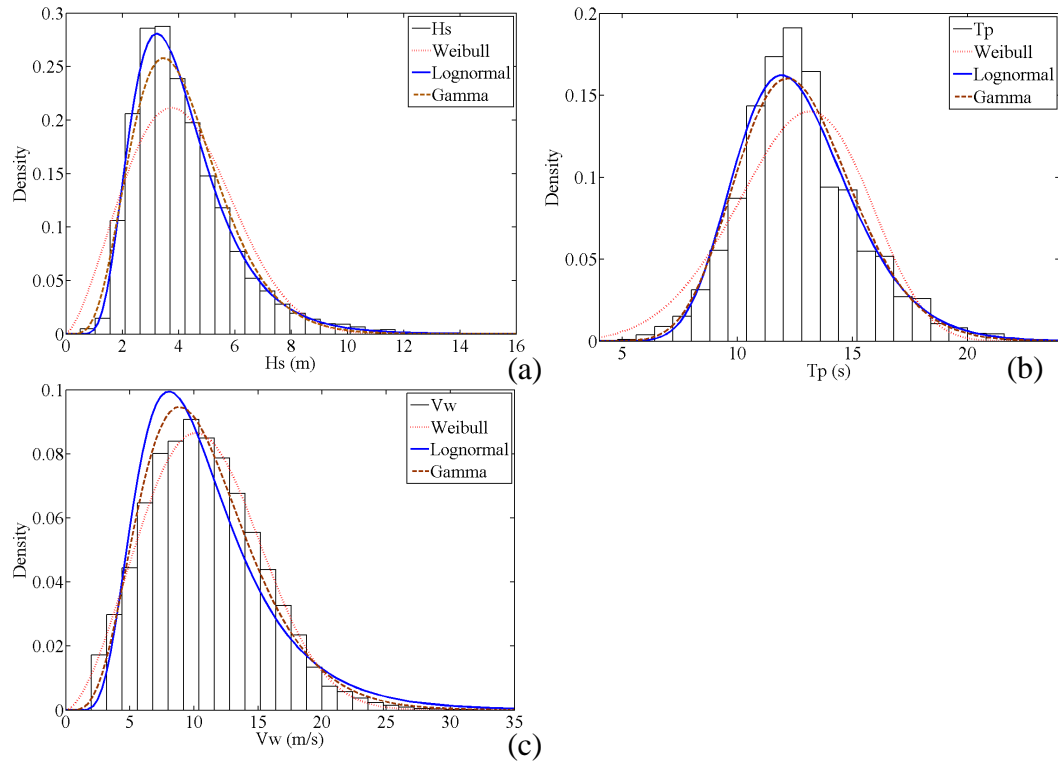 0.3
0.25
0.2
0.15
0.1
0.05
0
Density
0 2 4 6 8 10 12 14 16
Hs (m)
Hs
Weibull
Lognormal
Gamma
(a)
0.2
0.15
0.1
0.05
0
Density
5 10 15 20
Tp (s)
Tp
Weibull
Lognormal
Gamma
(b)
0.1
0.08
0.06
0.04
0.02
0
Density
0 5 10 15 20 25 30 35
Vw (m/s)
Vw
Weibull
Lognormal
Gamma
(c)